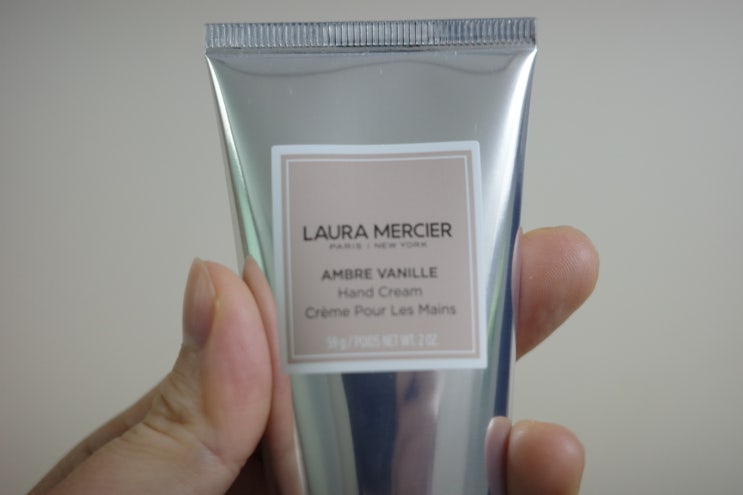 LAURA MERCIER
PARIS | NEW YORK
AMBRE VANILLE
Hand Cream
Crème Pour Les Mains
59 g / POIDS NET WT. 2 OZ.